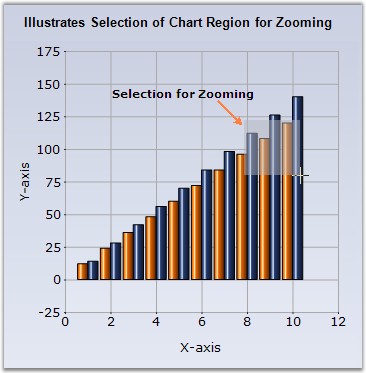 Illustrates Selection of Chart Region for Zooming
175
150
Selection for Zooming
125
100
75
50
25
0
-25
Y-axis
0 2 4 6 8 10 12
X-axis